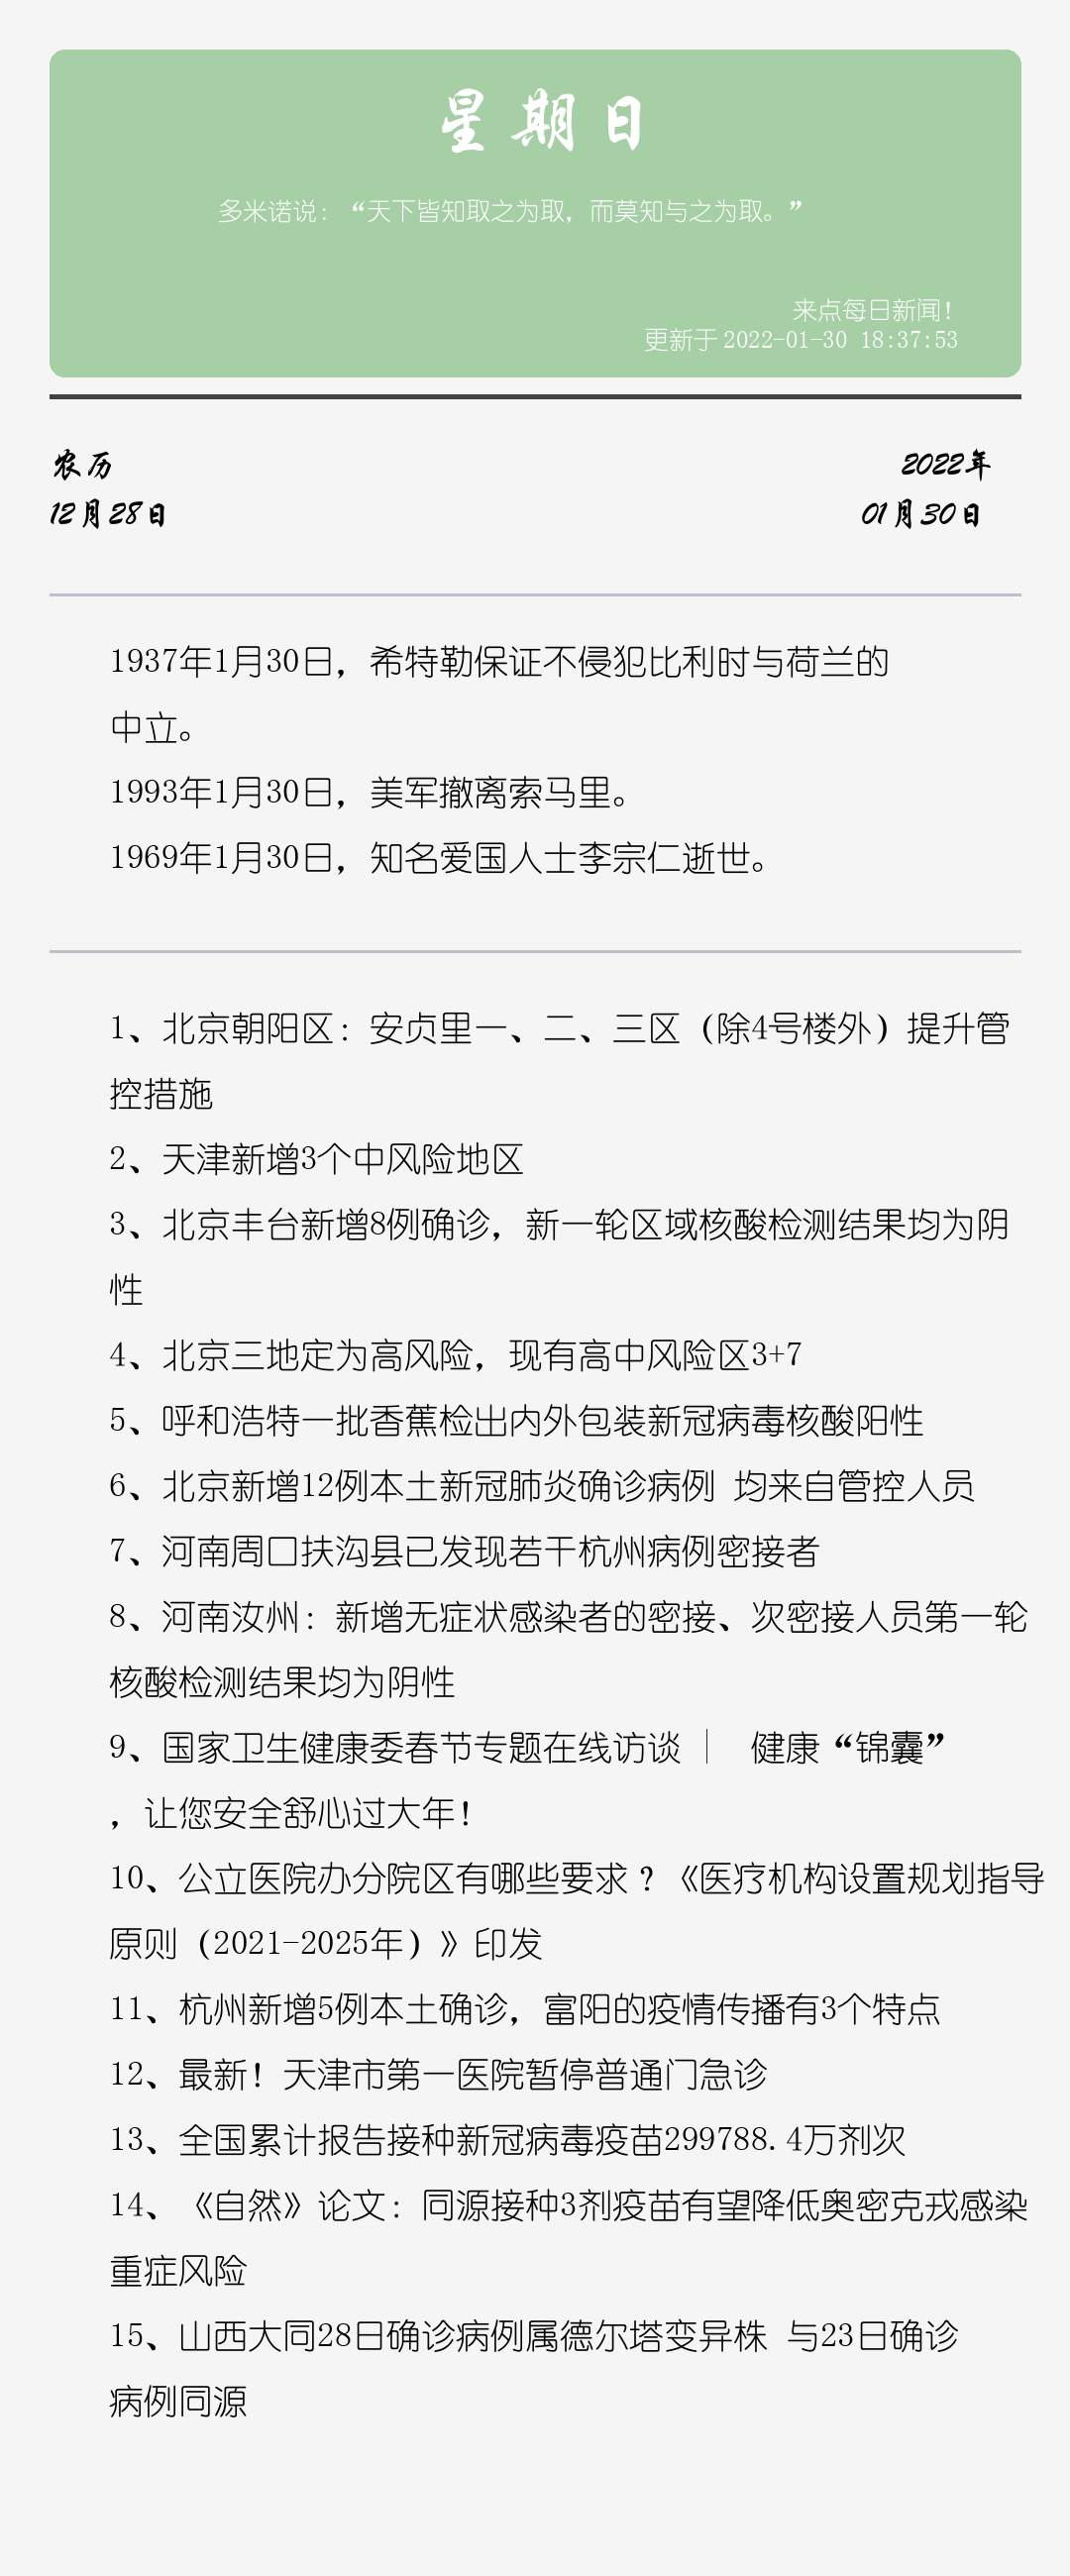 星期日
多米诺说：“天下皆知取之为取，而莫知与之为取。”
来点每日新闻！
更新于 2022-01-30 18:37:53
农历
2022年
12月28日
01月30日
1937年1月30日，希特勒保证不侵犯比利时与荷兰的
中立。
1993年1月30日，美军撤离索马里。
1969年1月30日，知名爱国人士李宗仁逝世。
1、北京朝阳区：安贞里一、二、三区（除4号楼外）提升管
控措施
2、天津新增3个中风险地区
3、北京丰台新增8例确诊，新一轮区域核酸检测结果均为阴
性
4、北京三地定为高风险，现有高中风险区3+7
5、呼和浩特一批香蕉检出内外包装新冠病毒核酸阳性
6、北京新增12例本土新冠肺炎确诊病例 均来自管控人员
7、河南周口扶沟县已发现若干杭州病例密接者
8、河南汝州：新增无症状感染者的密接、次密接人员第一轮
核酸检测结果均为阴性
9、国家卫生健康委春节专题在线访谈 | 健康“锦囊”
，让您安全舒心过大年！
10、公立医院办分院区有哪些要求？《医疗机构设置规划指导
原则（2021-2025年）》印发
11、杭州新增5例本土确诊，富阳的疫情传播有3个特点
12、最新！天津市第一医院暂停普通门急诊
13、全国累计报告接种新冠病毒疫苗299788.4万剂次
14、《自然》论文：同源接种3剂疫苗有望降低奥密克戎感染
重症风险
15、山西大同28日确诊病例属德尔塔变异株 与23日确诊
病例同源